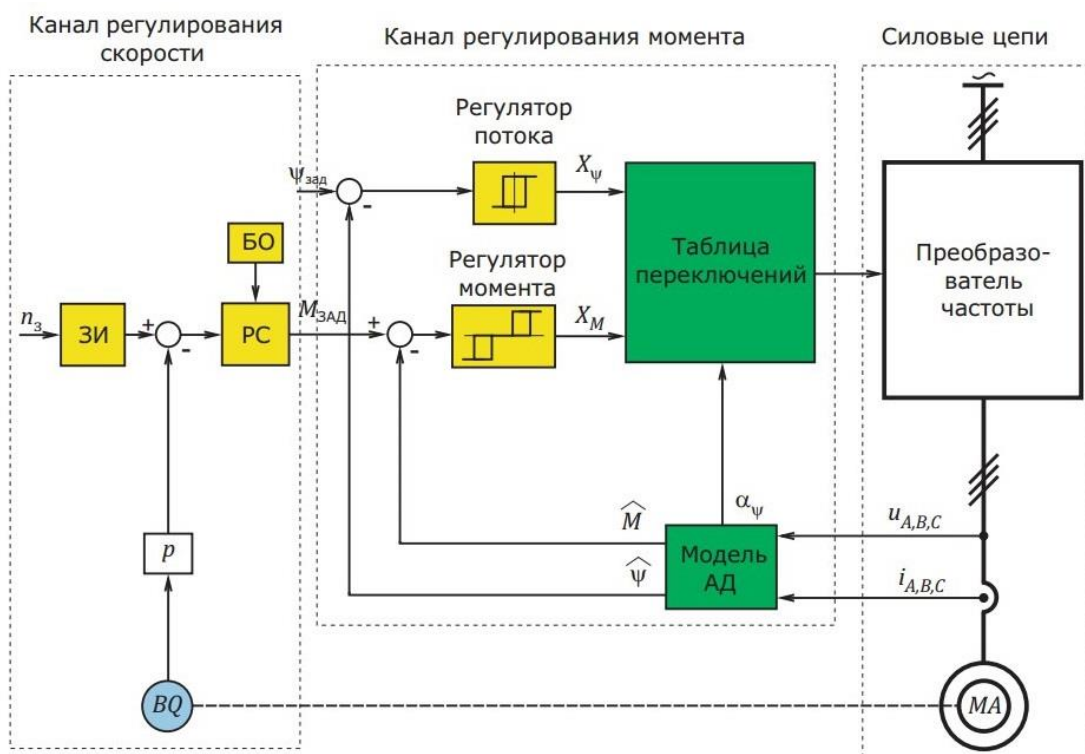 Канал регулирования
скорости
Канал регулирования момента
Силовые цепи
Регулятор
потока
ψзад
-
Xψ
БО
Таблица
переключений
Преобразо-
ватель
частоты
Регулятор
момента
nз
ЗИ
+
-
РС
MЗАД
+
-
XM
M̂
αψ
uA,B,C
p
ψ̂
Модель
АД
iA,B,C
BQ
MA